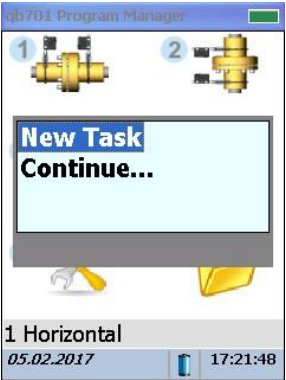 qb701 Program Manager
1 2
New Task
Continue...
1 Horizontal
05.02.2017 17:21:48